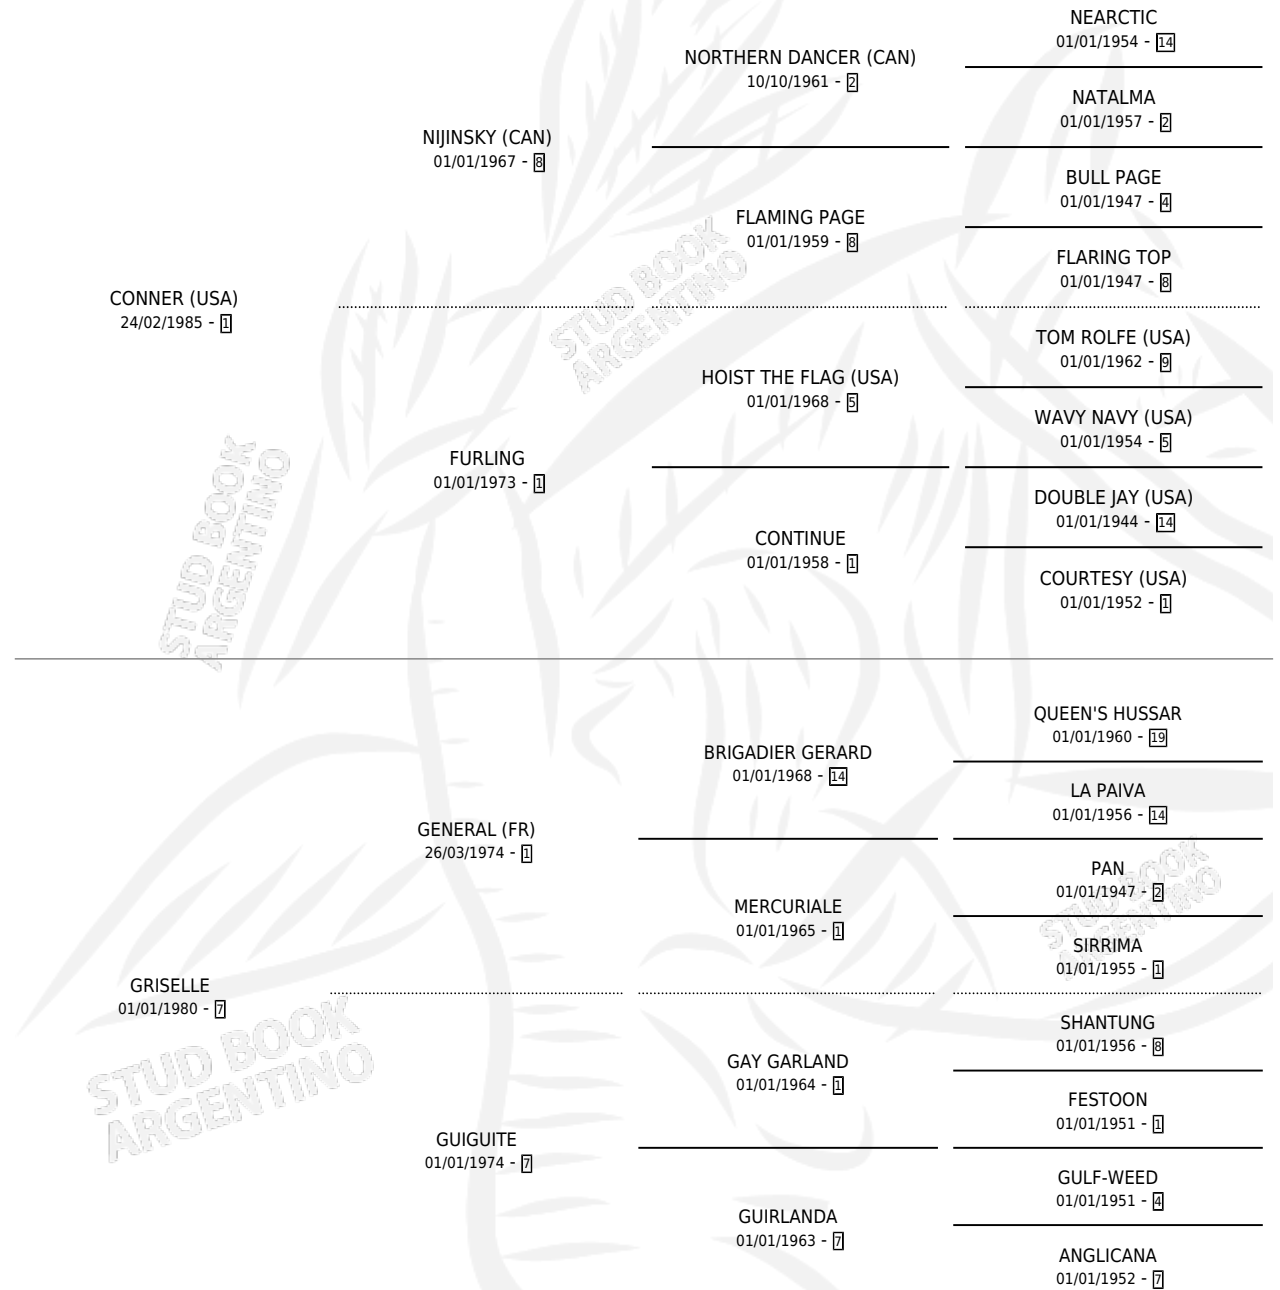 NEARCTIC
01/01/1954 - 14
NORTHERN DANCER (CAN)
10/10/1961 - 2
NATALMA
01/01/1957 - 2
NIJINSKY (CAN)
01/01/1967 - 8
BULL PAGE
01/01/1947 - 4
FLAMING PAGE
01/01/1959 - 8
FLARING TOP
01/01/1947 - 8
CONNER (USA)
24/02/1985 - 1
TOM ROLFE (USA)
01/01/1962 - 9
HOIST THE FLAG (USA)
01/01/1968 - 5
WAVY NAVY (USA)
01/01/1954 - 5
FURLING
01/01/1973 - 1
DOUBLE JAY (USA)
01/01/1944 - 14
CONTINUE
01/01/1958 - 1
COURTESY (USA)
01/01/1952 - 1
QUEEN'S HUSSAR
01/01/1960 - 19
BRIGADIER GERARD
01/01/1968 - 14
LA PAIVA
01/01/1956 - 14
GENERAL (FR)
26/03/1974 - 1
PAN
01/01/1947 - 2
MERCURIALE
01/01/1965 - 1
SIRRIMA
01/01/1955 - 1
GRISELLE
01/01/1980 - 7
SHANTUNG
01/01/1956 - 8
GAY GARLAND
01/01/1964 - 1
FESTOON
01/01/1951 - 1
GUIGUITE
01/01/1974 - 7
GULF-WEED
01/01/1951 - 4
GUIRLANDA
01/01/1963 - 7
ANGLICANA
01/01/1952 - 7
STUD BOOK
ARGENTINO
STUD BOOK
ARGENTINO
STUD BOOK
ARGENTINO
STUD BOOK
ARGENTINO